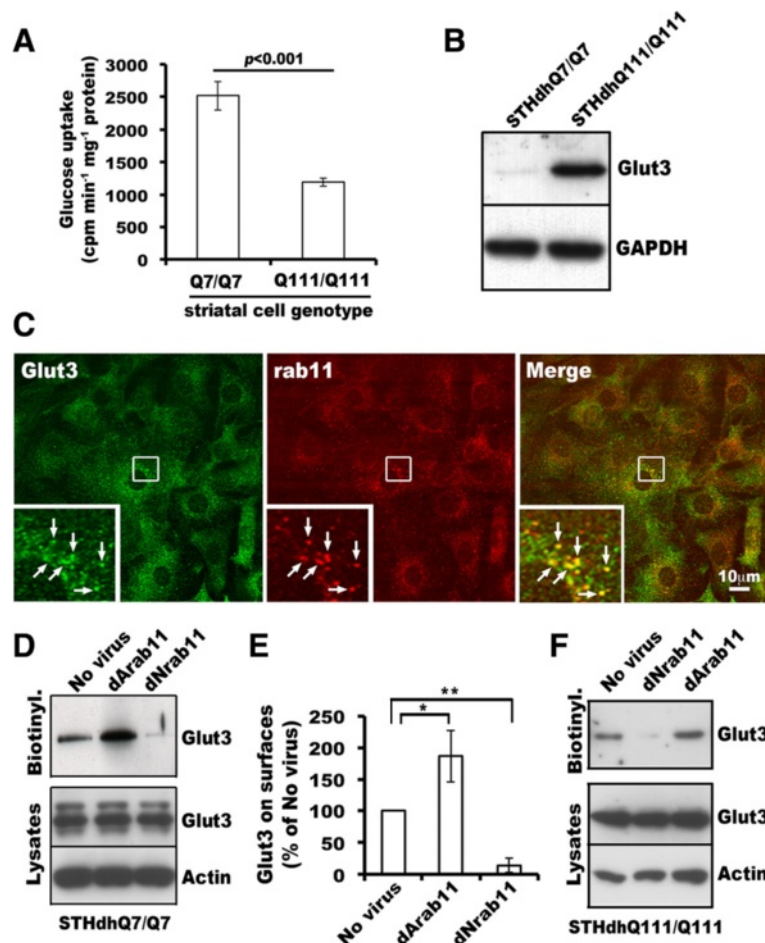 A
p<0.001
Glucose uptake
(cpm min⁻¹ mg⁻¹ protein)
3000
2500
2000
1500
1000
500
0
Q7/Q7 Q111/Q111
striatal cell genotype
B
STHdhQ7/Q7
STHdhQ111/Q111
Glut3
GAPDH
C
Glut3
rab11
Merge
10µm
D
No virus
dArab11
dNrab11
Biotinyl.
Glut3
Lysates
Glut3
Actin
STHdhQ7/Q7
E
Glut3 on surfaces
(% of No virus)
250
200
150
100
50
0
**
*
No virus
dArab11
dNrab11
F
No virus
dNrab11
dArab11
Biotinyl.
Glut3
Lysates
Glut3
Actin
STHdhQ111/Q111